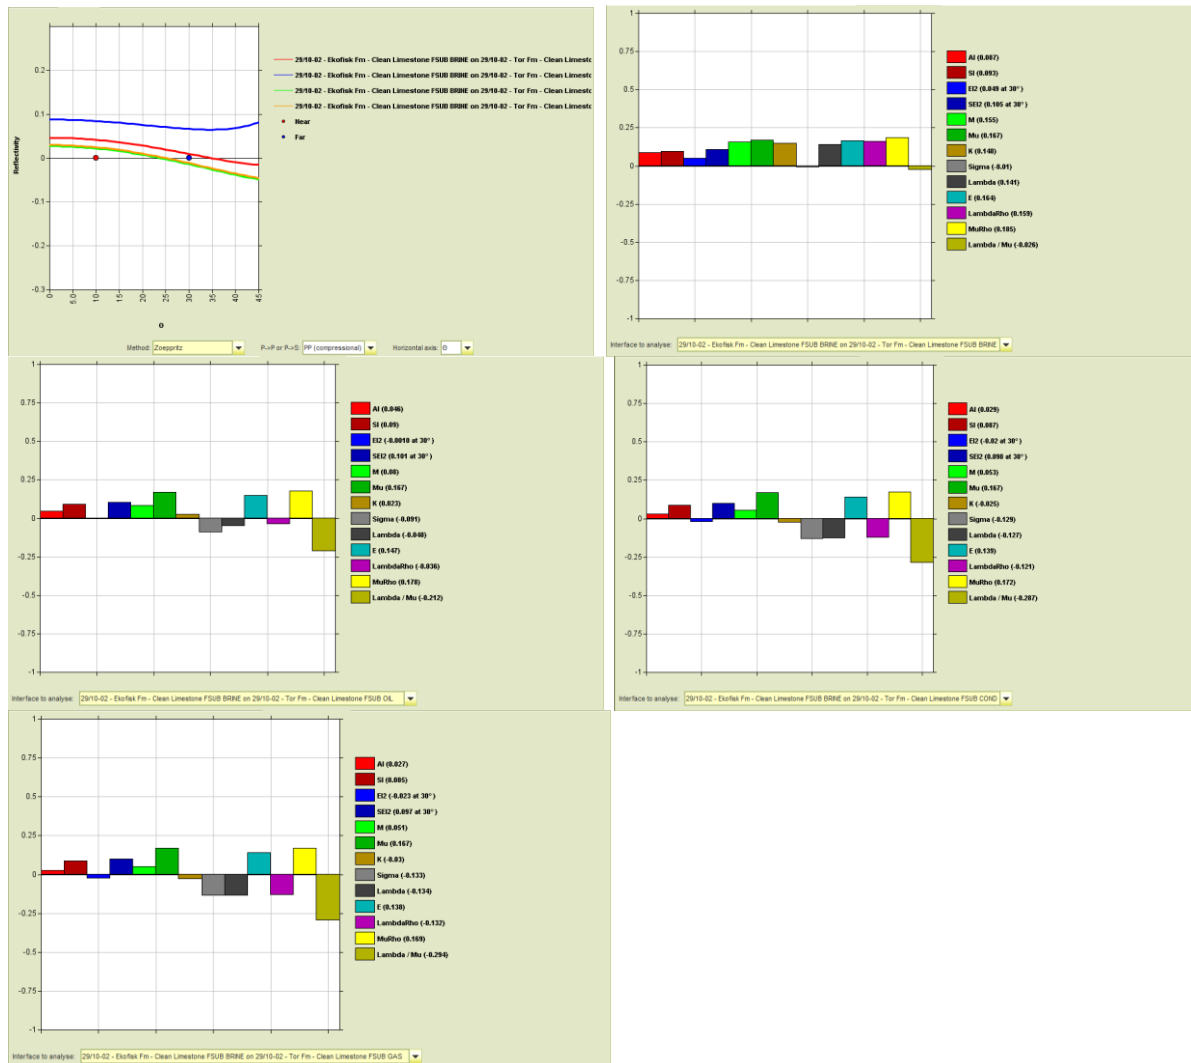 0.2
0.1
0
-0.1
-0.2
-0.3
Reflectivity
0
5.0
10
15
20
25
30
35
40
45
Θ
29/10-02 - Ekofisk Fm - Clean Limestone FSUB BRINE on 29/10-02 - Tor Fm - Clean Limestc
29/10-02 - Ekofisk Fm - Clean Limestone FSUB BRINE on 29/10-02 - Tor Fm - Clean Limestc
29/10-02 - Ekofisk Fm - Clean Limestone FSUB BRINE on 29/10-02 - Tor Fm - Clean Limestc
29/10-02 - Ekofisk Fm - Clean Limestone FSUB BRINE on 29/10-02 - Tor Fm - Clean Limestc
Near
Far
Method: Zoeppritz P->P or P->S: PP (compressional) Horizontal axis: Θ
1
0.75
0.5
0.25
0
-0.25
-0.5
-0.75
-1
AI (0.087)
SI (0.093)
EI2 (0.049 at 30°)
SEI2 (0.105 at 30°)
M (0.155)
Mu (0.167)
K (0.148)
Sigma (-0.01)
Lambda (0.141)
E (0.164)
LambdaRho (0.159)
MuRho (0.185)
Lambda / Mu (-0.026)
Interface to analyse: 29/10-02 - Ekofisk Fm - Clean Limestone FSUB BRINE on 29/10-02 - Tor Fm - Clean Limestone FSUB BRINE
1
0.75
0.5
0.25
0
-0.25
-0.5
-0.75
-1
AI (0.046)
SI (0.09)
EI2 (-0.0018 at 30°)
SEI2 (0.101 at 30°)
M (0.08)
Mu (0.167)
K (0.023)
Sigma (-0.091)
Lambda (-0.048)
E (0.147)
LambdaRho (-0.036)
MuRho (0.178)
Lambda / Mu (-0.212)
Interface to analyse: 29/10-02 - Ekofisk Fm - Clean Limestone FSUB BRINE on 29/10-02 - Tor Fm - Clean Limestone FSUB OIL
1
0.75
0.5
0.25
0
-0.25
-0.5
-0.75
-1
AI (0.029)
SI (0.087)
EI2 (-0.02 at 30°)
SEI2 (0.098 at 30°)
M (0.053)
Mu (0.167)
K (-0.025)
Sigma (-0.129)
Lambda (-0.127)
E (0.139)
LambdaRho (-0.121)
MuRho (0.172)
Lambda / Mu (-0.287)
Interface to analyse: 29/10-02 - Ekofisk Fm - Clean Limestone FSUB BRINE on 29/10-02 - Tor Fm - Clean Limestone FSUB COND
1
0.75
0.5
0.25
0
-0.25
-0.5
-0.75
-1
AI (0.027)
SI (0.085)
EI2 (-0.023 at 30°)
SEI2 (0.097 at 30°)
M (0.051)
Mu (0.167)
K (-0.03)
Sigma (-0.133)
Lambda (-0.134)
E (0.138)
LambdaRho (-0.132)
MuRho (0.169)
Lambda / Mu (-0.294)
Interface to analyse: 29/10-02 - Ekofisk Fm - Clean Limestone FSUB BRINE on 29/10-02 - Tor Fm - Clean Limestone FSUB GAS